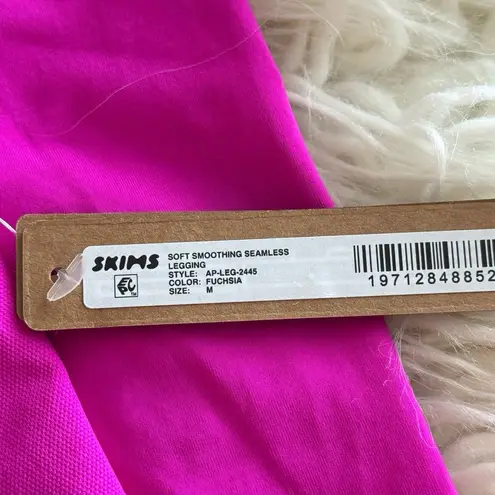 SKIMS
SOFT SMOOTHING SEAMLESS
LEGGING
STYLE: AP-LEG-2445
COLOR: FUCHSIA
SIZE: M
19712848852